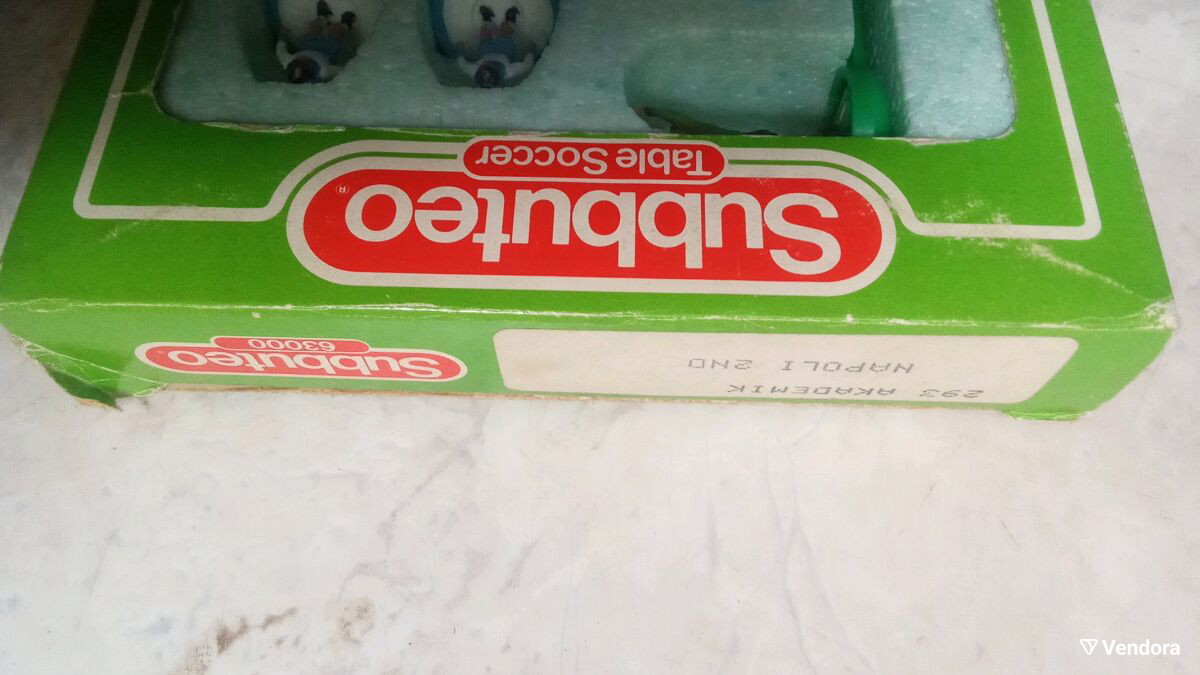 Subbuteo®
Table Soccer
Subbuteo®
63000
293 AKADEMIK
NAPOLI 2ND
Vendora